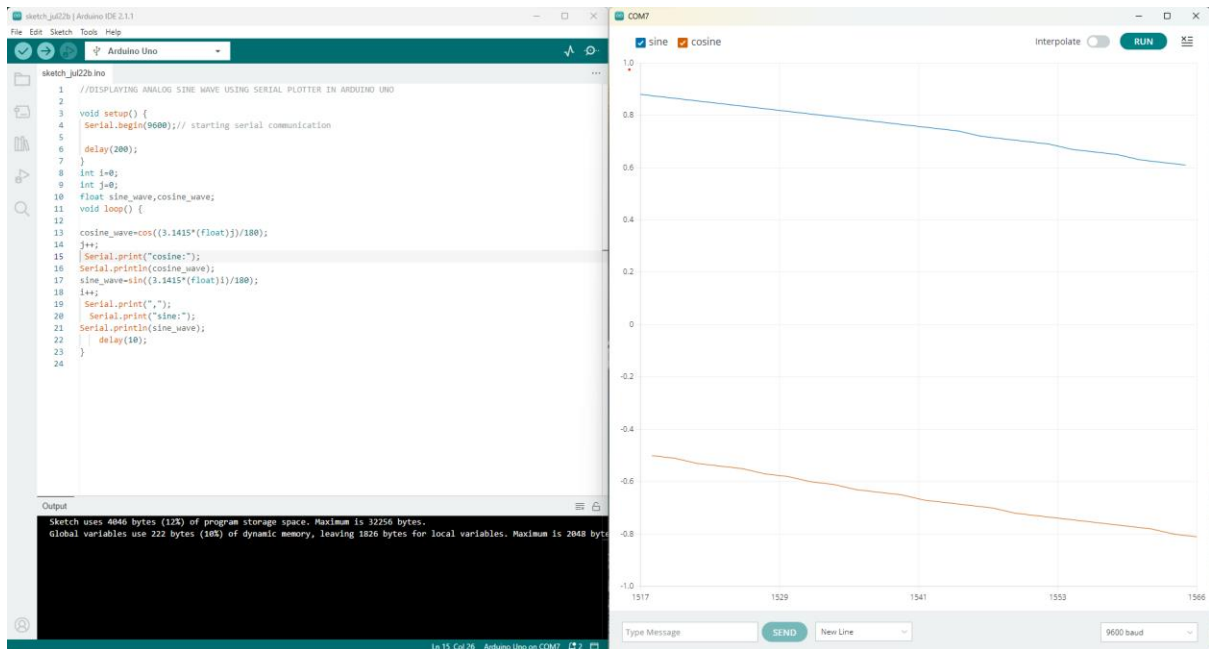 sketch_jul22b | Arduino IDE 2.1.1
File Edit Sketch Tools Help
Arduino Uno
sketch_jul22b.ino
...
1 //DISPLAYING ANALOG SINE WAVE USING SERIAL PLOTTER IN ARDUINO UNO
2
3 void setup() {
4 Serial.begin(9600);// starting serial communication
5
6 delay(200);
7 }
8 int i=0;
9 int j=0;
10 float sine_wave,cosine_wave;
11 void loop() {
12
13 cosine_wave=cos((3.1415*(float)j)/180);
14 j++;
15 Serial.print("cosine:");
16 Serial.println(cosine_wave);
17 sine_wave=sin((3.1415*(float)i)/180);
18 i++;
19 Serial.print(",");
20 Serial.print("sine:");
21 Serial.println(sine_wave);
22 delay(10);
23 }
24
Output
Sketch uses 4046 bytes (12%) of program storage space. Maximum is 32256 bytes.
Global variables use 222 bytes (10%) of dynamic memory, leaving 1826 bytes for local variables. Maximum is 2048 byte
Ln 15, Col 26 Arduino Uno on COM7 2
COM7
sine cosine
Interpolate RUN
1.0
0.8
0.6
0.4
0.2
0
-0.2
-0.4
-0.6
-0.8
-1.0
1517 1529 1541 1553 1566
Type Message SEND New Line 9600 baud